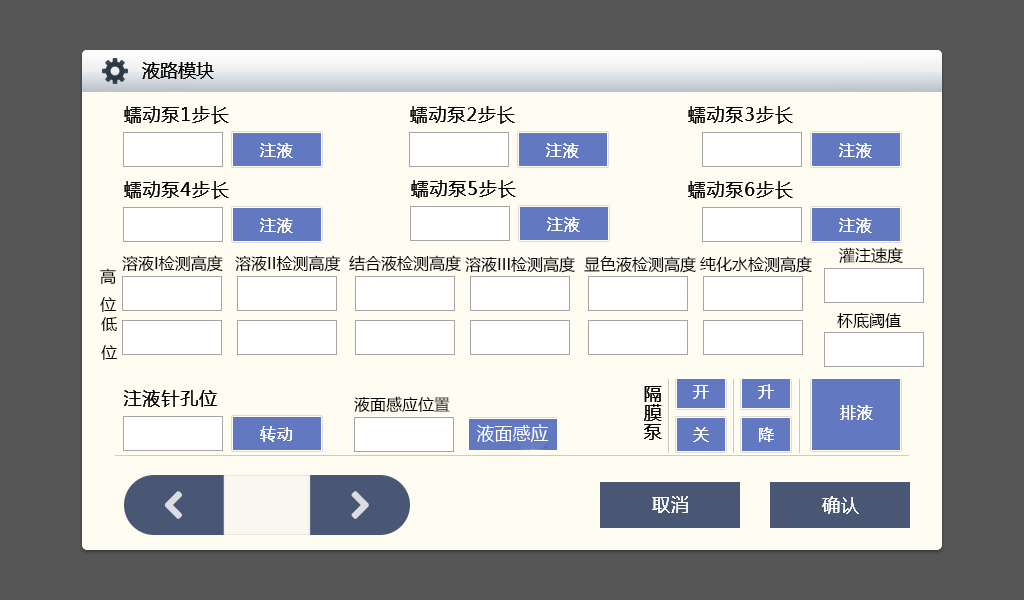 液路模块
蠕动泵1步长 蠕动泵2步长 蠕动泵3步长
注液 注液 注液
蠕动泵4步长 蠕动泵5步长 蠕动泵6步长
注液 注液 注液
溶液I检测高度 溶液II检测高度 结合液检测高度 溶液III检测高度 显色液检测高度 纯化水检测高度 灌注速度
高位
低位
杯底阈值
注液针孔位 液面感应位置
转动 液面感应
隔膜泵
开 升
关 降
排液
取消 确认